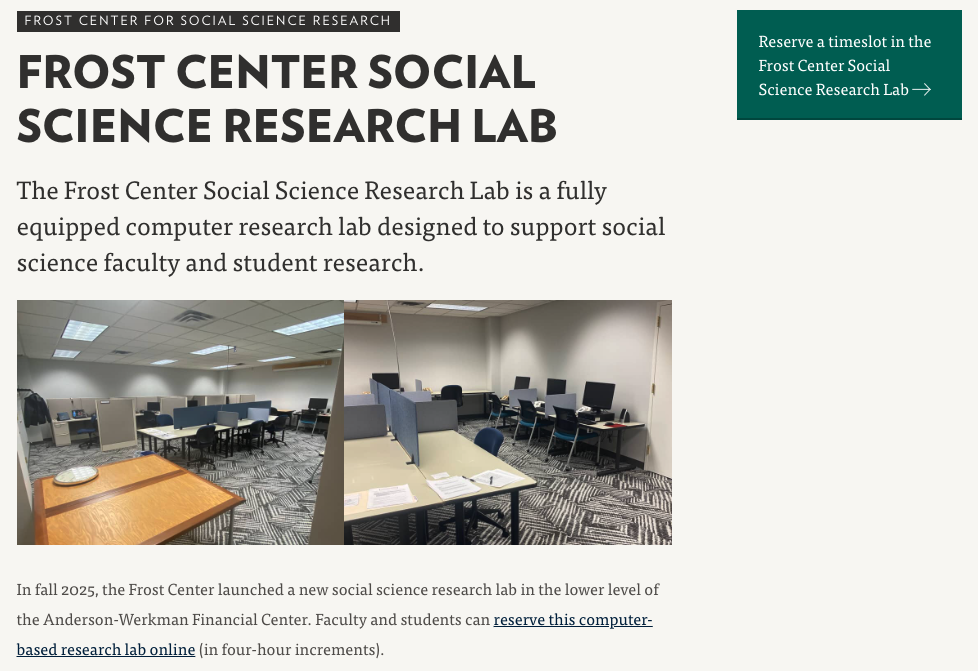 FROST CENTER FOR SOCIAL SCIENCE RESEARCH
FROST CENTER SOCIAL
SCIENCE RESEARCH LAB
The Frost Center Social Science Research Lab is a fully
equipped computer research lab designed to support social
science faculty and student research.
In fall 2025, the Frost Center launched a new social science research lab in the lower level of
the Anderson-Werkman Financial Center. Faculty and students can reserve this computer-
based research lab online (in four-hour increments).
Reserve a timeslot in the
Frost Center Social
Science Research Lab →